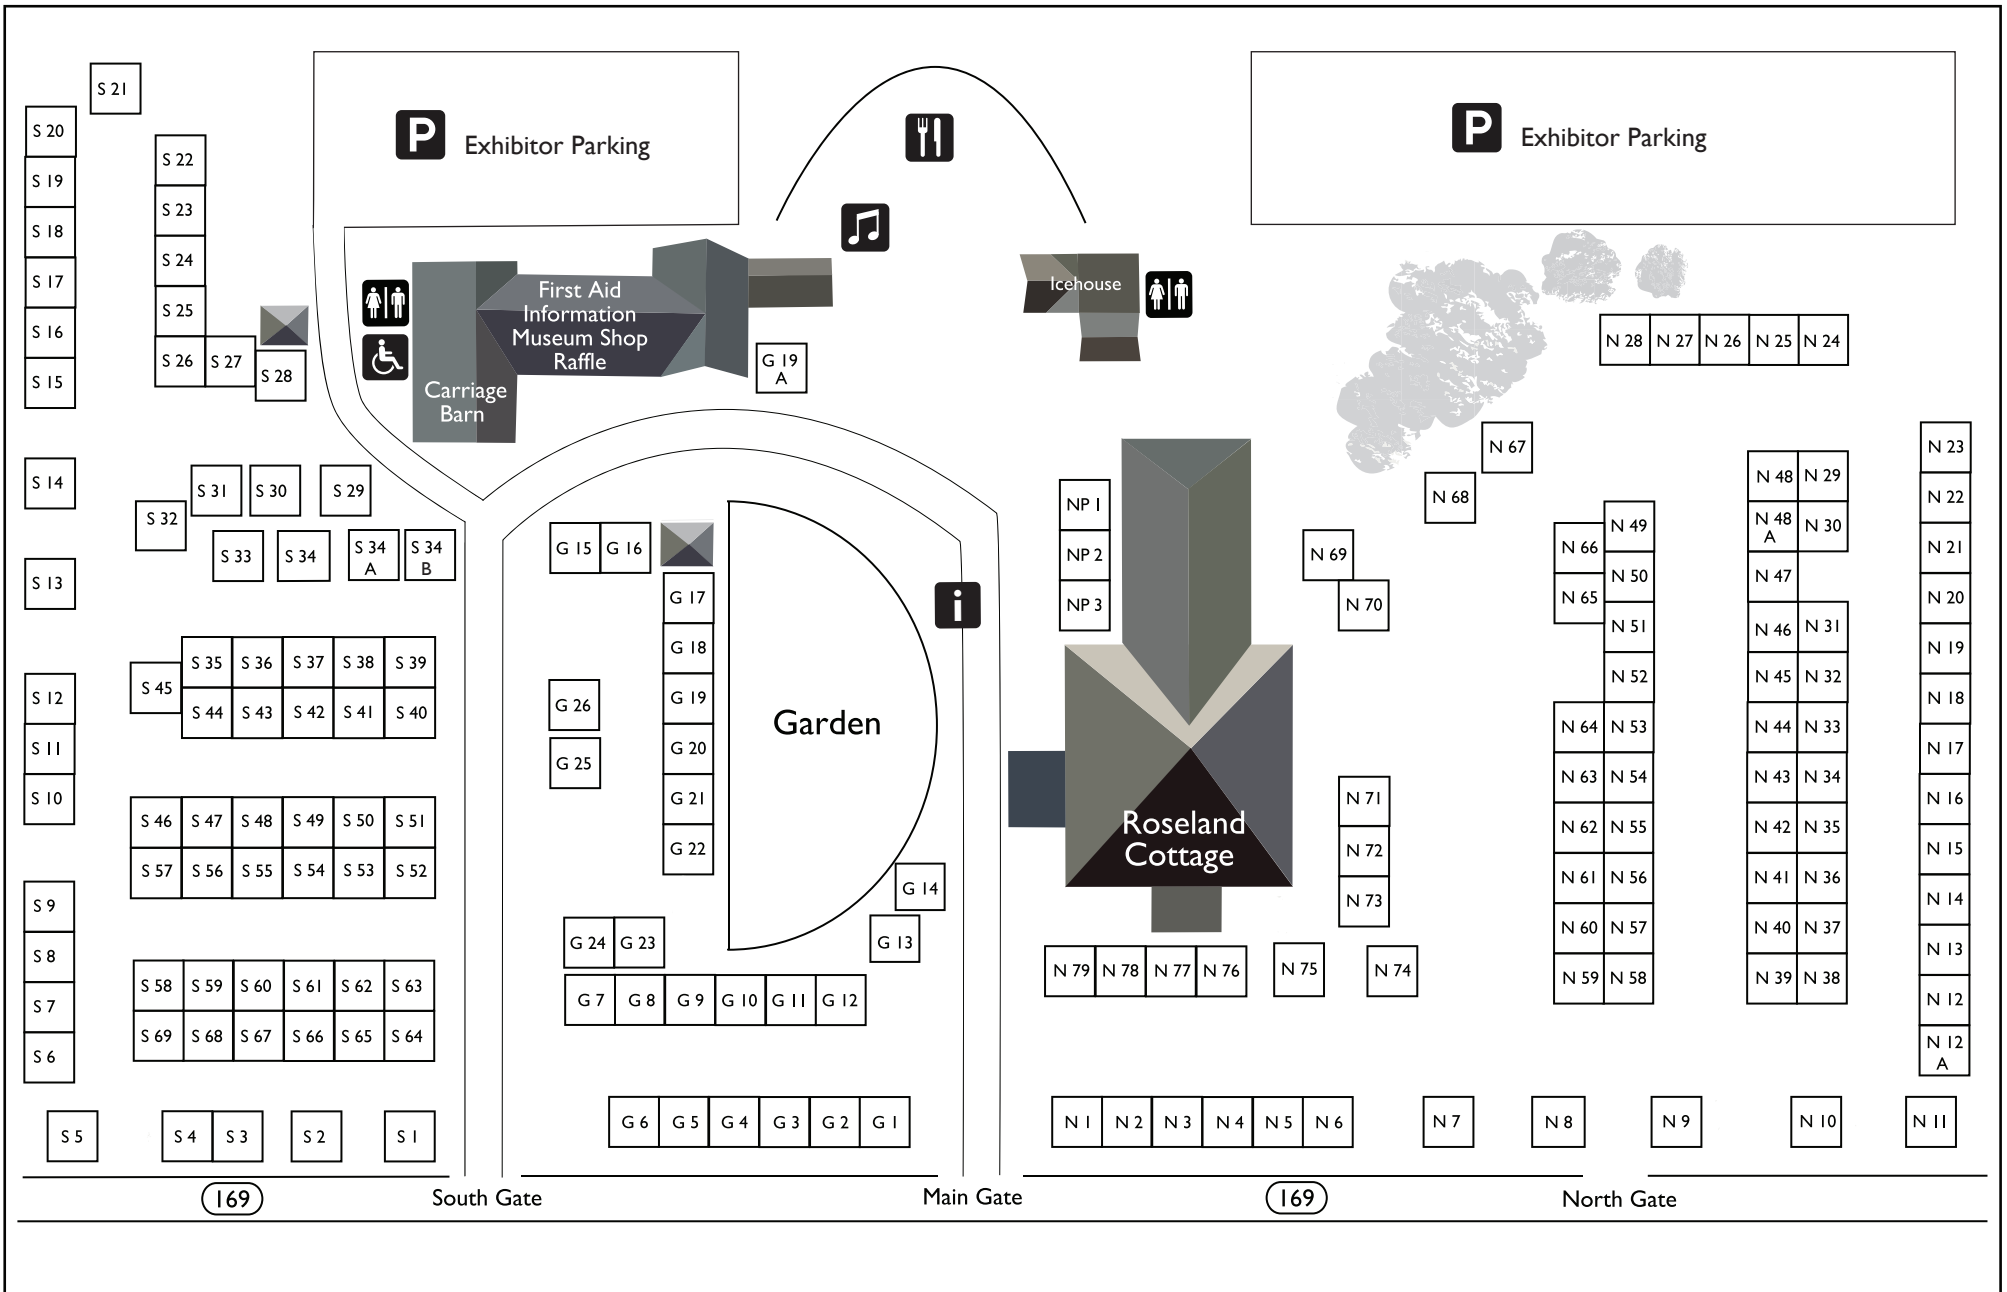 S 21
S 20
S 19
S 18
S 17
S 16
S 15
S 14
S 13
S 12
S 11
S 10
S 9
S 8
S 7
S 6
S 5
S 4
S 3
S 2
S 1
S 22
S 23
S 24
S 25
S 26
S 27
S 28
S 31
S 30
S 29
S 32
S 33
S 34
S 34
A
S 34
B
S 35
S 36
S 37
S 38
S 39
S 45
S 44
S 43
S 42
S 41
S 40
S 46
S 47
S 48
S 49
S 50
S 51
S 57
S 56
S 55
S 54
S 53
S 52
S 58
S 59
S 60
S 61
S 62
S 63
S 69
S 68
S 67
S 66
S 65
S 64
P
Exhibitor Parking
First Aid
Information
Museum Shop
Raffle
Carriage
Barn
G 19
A
Icehouse
P
Exhibitor Parking
G 15
G 16
G 17
G 18
G 19
G 20
G 21
G 22
G 26
G 25
Garden
i
G 14
G 13
G 24
G 23
G 7
G 8
G 9
G 10
G 11
G 12
G 6
G 5
G 4
G 3
G 2
G 1
NP 1
NP 2
NP 3
Roseland
Cottage
N 67
N 68
N 69
N 70
N 71
N 72
N 73
N 79
N 78
N 77
N 76
N 75
N 74
N 28
N 27
N 26
N 25
N 24
N 66
N 65
N 49
N 50
N 51
N 52
N 64
N 53
N 63
N 54
N 62
N 55
N 61
N 56
N 60
N 57
N 59
N 58
N 48
N 29
N 48
A
N 30
N 47
N 46
N 31
N 45
N 32
N 44
N 33
N 43
N 34
N 42
N 35
N 41
N 36
N 40
N 37
N 39
N 38
N 23
N 22
N 21
N 20
N 19
N 18
N 17
N 16
N 15
N 14
N 13
N 12
N 12
A
N 1
N 2
N 3
N 4
N 5
N 6
N 7
N 8
N 9
N 10
N 11
169
South Gate
Main Gate
169
North Gate